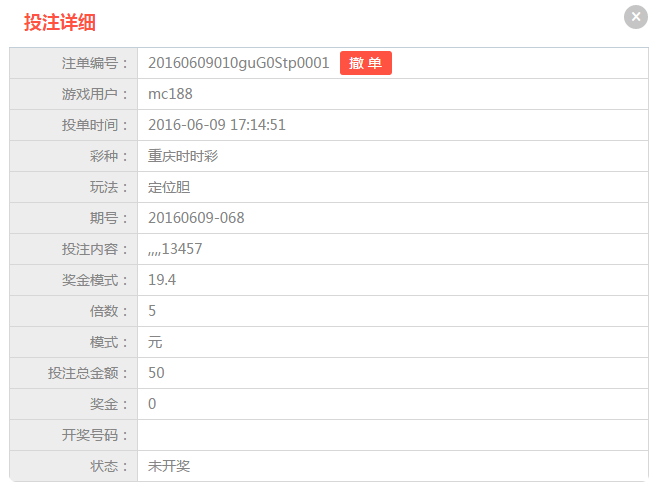 投注详细
注单编号： 20160609010guG0Stp0001 撤 单
游戏用户： mc188
投单时间： 2016-06-09 17:14:51
彩种： 重庆时时彩
玩法： 定位胆
期号： 20160609-068
投注内容： ,,,,13457
奖金模式： 19.4
倍数： 5
模式： 元
投注总金额： 50
奖金： 0
开奖号码：
状态： 未开奖